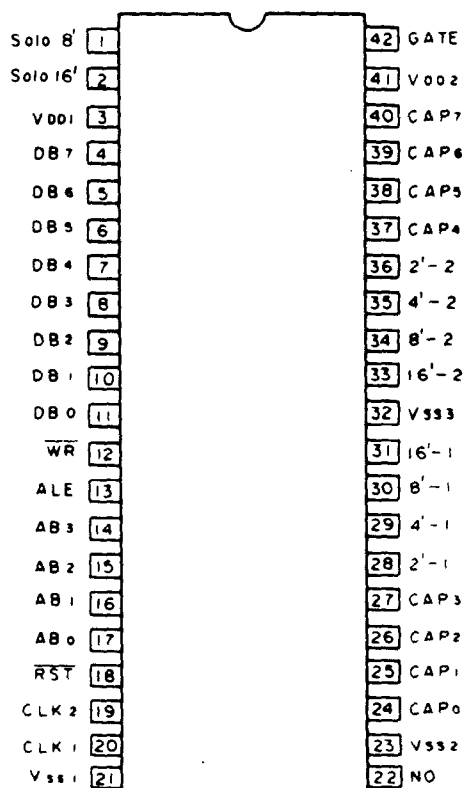 Solo 8' 1 42 GATE
Solo 16' 2 41 VDD2
VDD1 3 40 CAP7
DB7 4 39 CAP6
DB6 5 38 CAP5
DB5 6 37 CAP4
DB4 7 36 2'-2
DB3 8 35 4'-2
DB2 9 34 8'-2
DB1 10 33 16'-2
DB0 11 32 VSS3
WR 12 31 16'-1
ALE 13 30 8'-1
AB3 14 29 4'-1
AB2 15 28 2'-1
AB1 16 27 CAP3
AB0 17 26 CAP2
RST 18 25 CAP1
CLK2 19 24 CAP0
CLK1 20 23 VSS2
VSS1 21 22 NO